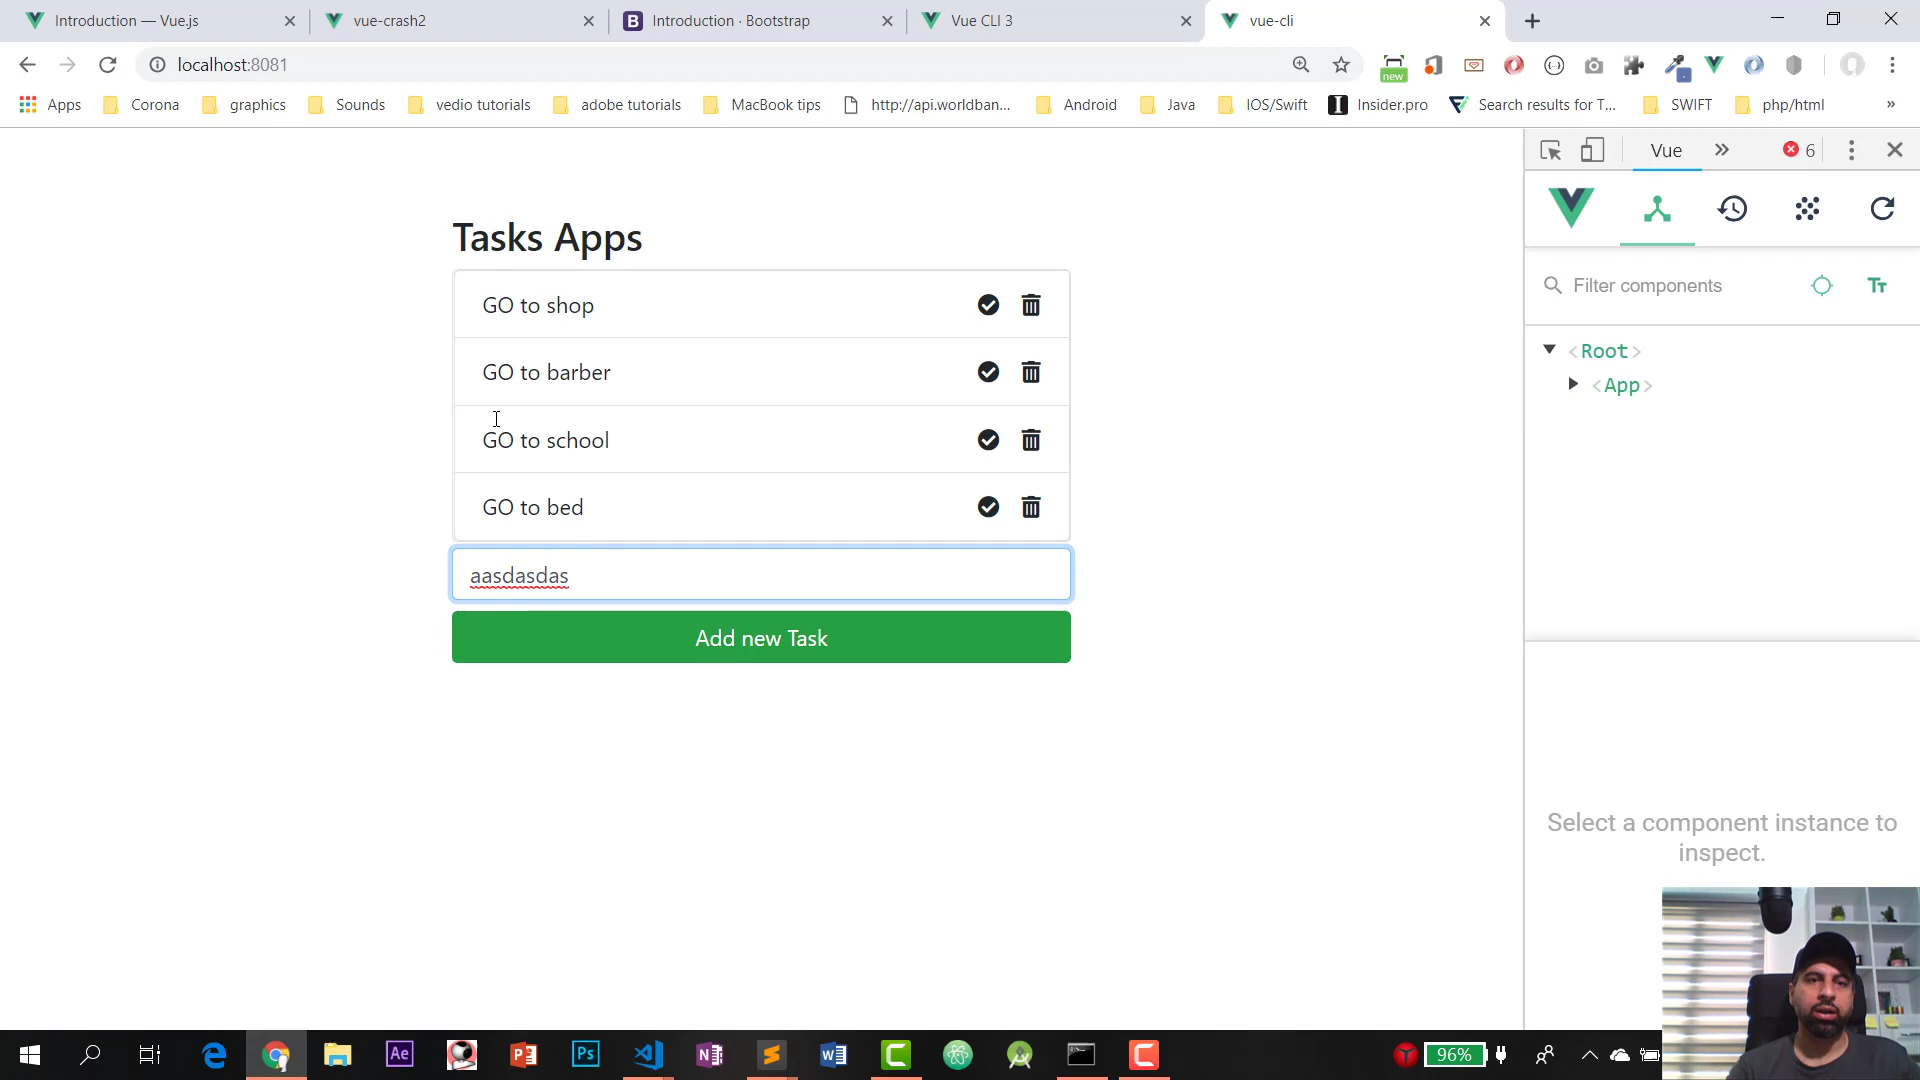 Introduction — Vue.js
vue-crash2
B Introduction · Bootstrap
Vue CLI 3
vue-cli
localhost:8081
new
Apps
Corona
graphics
Sounds
vedio tutorials
adobe tutorials
MacBook tips
http://api.worldban...
Android
Java
IOS/Swift
Insider.pro
Search results for T...
SWIFT
php/html
»
Vue
6
Filter components
<Root>
<App>
Select a component instance to
inspect.
Tasks Apps
GO to shop
GO to barber
GO to school
GO to bed
aasdasdas
Add new Task
Ae
Ps
96%